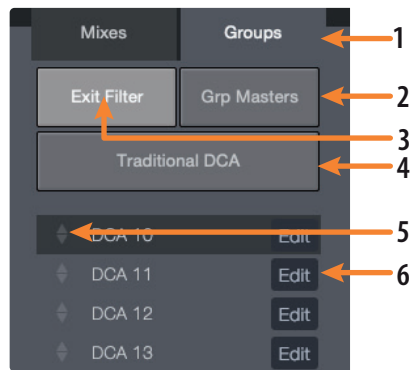 Mixes Groups 1
Exit Filter Grp Masters 2
3
Traditional DCA 4
DCA 10 Edit 5
DCA 11 Edit 6
DCA 12 Edit
DCA 13 Edit